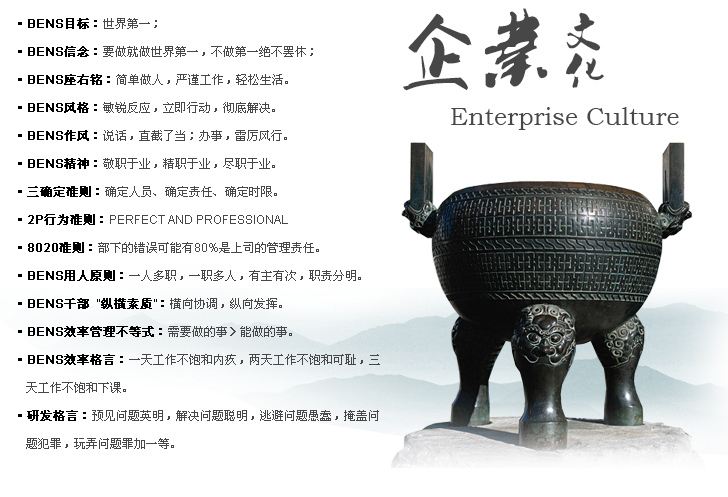 ▪ BENS目标：世界第一；
▪ BENS信念：要做就做世界第一，不做第一绝不罢休；
▪ BENS座右铭：简单做人，严谨工作，轻松生活。
▪ BENS风格：敏锐反应，立即行动，彻底解决。
▪ BENS作风：说话，直截了当；办事，雷厉风行。
▪ BENS精神：敬职于业，精职于业，尽职于业。
▪ 三确定准则：确定人员、确定责任、确定时限。
▪ 2P行为准则：PERFECT AND PROFESSIONAL
▪ 8020准则：部下的错误可能有80%是上司的管理责任。
▪ BENS用人原则：一人多职，一职多人，有主有次，职责分明。
▪ BENS干部 "纵横素质"：横向协调，纵向发挥。
▪ BENS效率管理不等式：需要做的事＞能做的事。
▪ BENS效率格言：一天工作不饱和内疚，两天工作不饱和可耻，三
天工作不饱和下课。
▪ 研发格言：预见问题英明，解决问题聪明，逃避问题愚蠢，掩盖问
题犯罪，玩弄问题罪加一等。
企業文化
Enterprise Culture